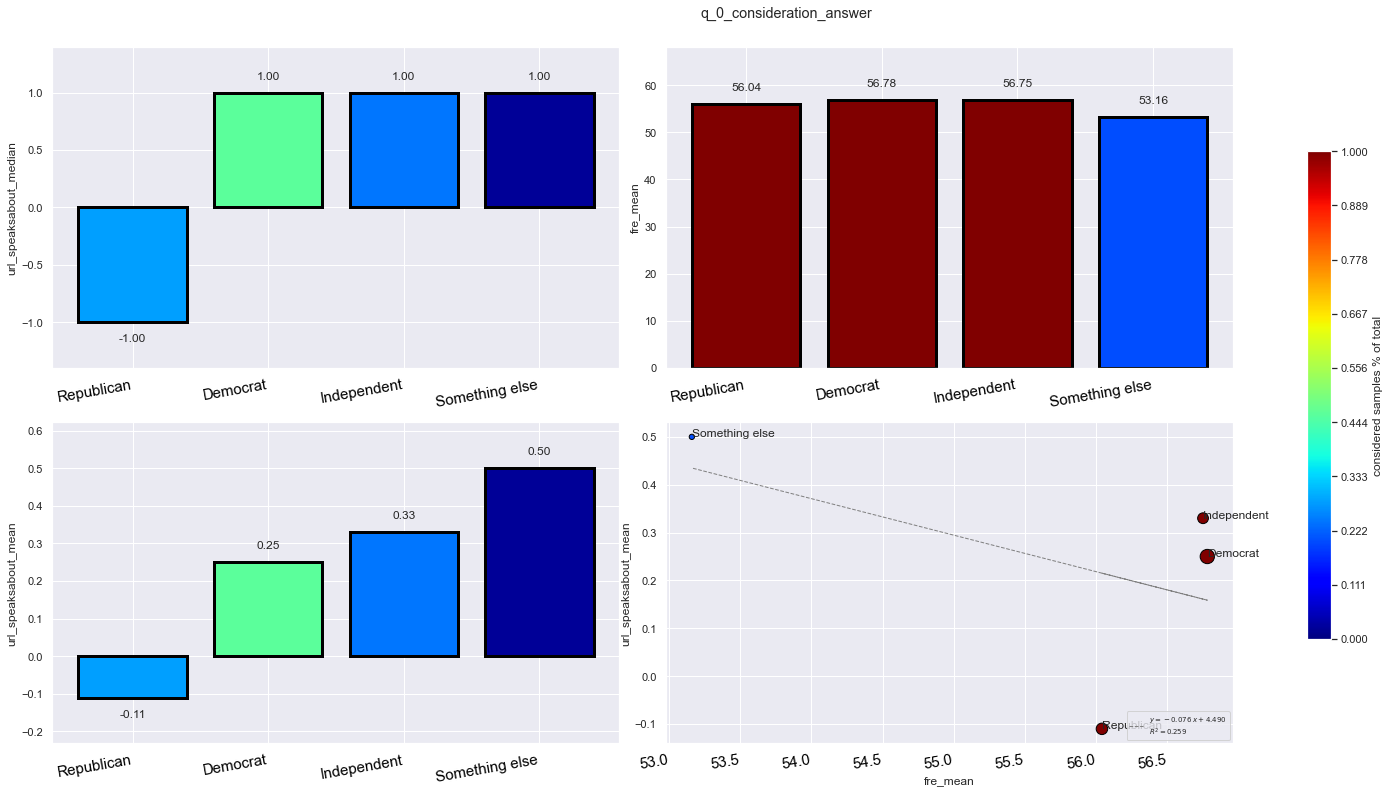 q_0_consideration_answer
url_speaksabout_median
1.0
0.5
0.0
−0.5
−1.0
-1.00
1.00
1.00
1.00
Republican
Democrat
Independent
Something else
fre_mean
60
50
40
30
20
10
0
56.04
56.78
56.75
53.16
Republican
Democrat
Independent
Something else
url_speaksabout_mean
0.6
0.5
0.4
0.3
0.2
0.1
0.0
−0.1
−0.2
-0.11
0.25
0.33
0.50
Republican
Democrat
Independent
Something else
url_speaksabout_mean
0.5
0.4
0.3
0.2
0.1
0.0
−0.1
Something else
Independent
Democrat
Republican
y = −0.076 x + 4.490
R² = 0.259
53.0
53.5
54.0
54.5
55.0
55.5
56.0
56.5
fre_mean
1.000
0.889
0.778
0.667
0.556
0.444
0.333
0.222
0.111
0.000
considered samples % of total